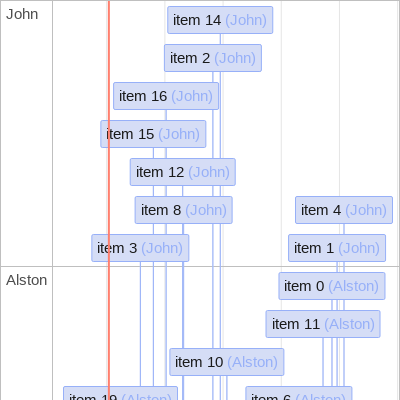 John
item 14 (John)
item 2 (John)
item 16 (John)
item 15 (John)
item 12 (John)
item 8 (John)
item 4 (John)
item 3 (John)
item 1 (John)
Alston
item 0 (Alston)
item 11 (Alston)
item 10 (Alston)
item 19 (Alston)
item 6 (Alston)